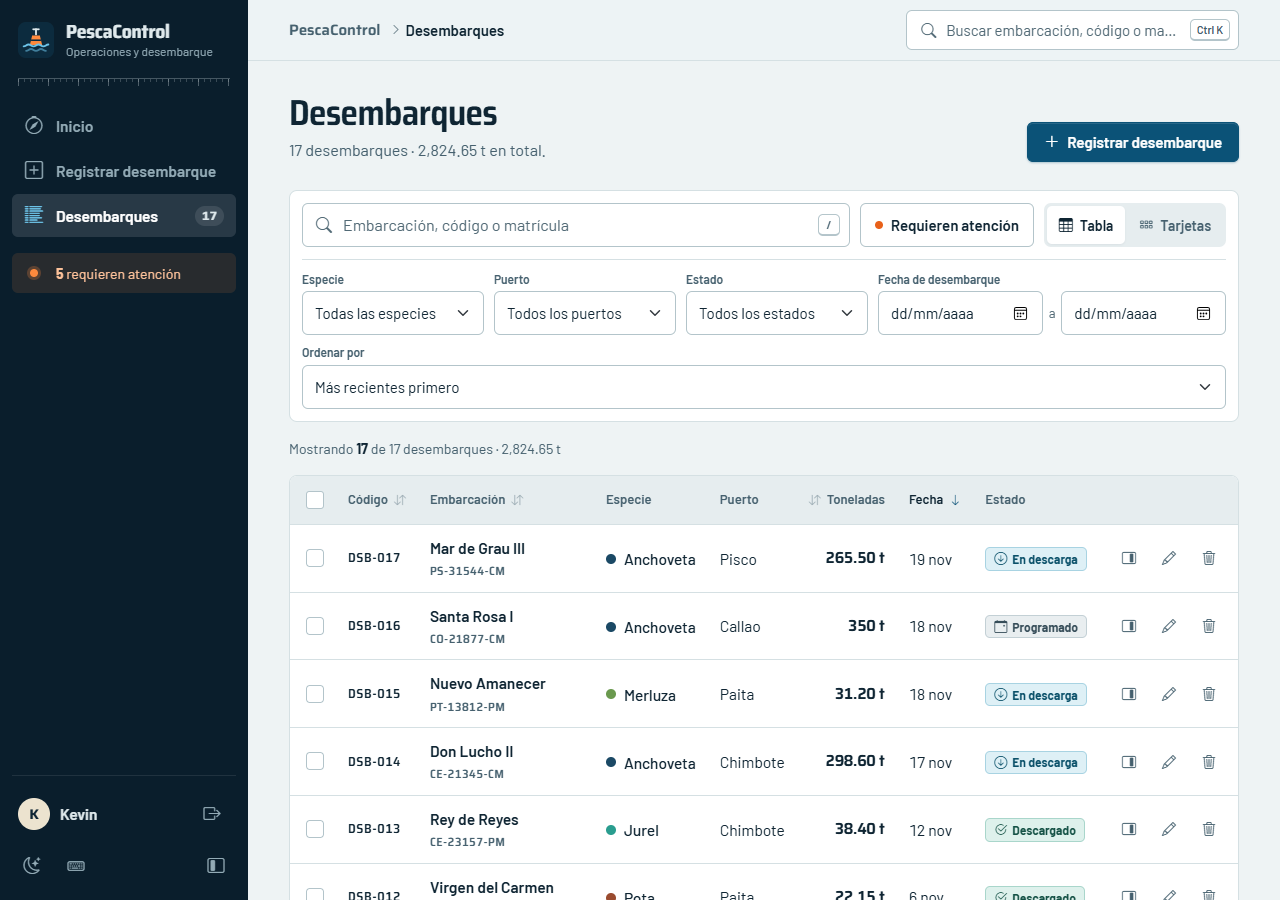 PescaControl
Operaciones y desembarque
Inicio
Registrar desembarque
Desembarques 17
5 requieren atención
K Kevin
PescaControl > Desembarques
Buscar embarcación, código o ma... Ctrl K
Desembarques
17 desembarques · 2,824.65 t en total.
+ Registrar desembarque
Embarcación, código o matrícula /
Requieren atención
Tabla
Tarjetas
Especie Puerto Estado Fecha de desembarque
Todas las especies Todos los puertos Todos los estados dd/mm/aaaa a dd/mm/aaaa
Ordenar por
Más recientes primero
Mostrando 17 de 17 desembarques · 2,824.65 t
Código Embarcación Especie Puerto Toneladas Fecha Estado
DSB-017 Mar de Grau III Anchoveta Pisco 265.50 t 19 nov En descarga
PS-31544-CM
DSB-016 Santa Rosa I Anchoveta Callao 350 t 18 nov Programado
CO-21877-CM
DSB-015 Nuevo Amanecer Merluza Paita 31.20 t 18 nov En descarga
PT-13812-PM
DSB-014 Don Lucho II Anchoveta Chimbote 298.60 t 17 nov En descarga
CE-21345-CM
DSB-013 Rey de Reyes Jurel Chimbote 38.40 t 12 nov Descargado
CE-23157-PM
DSB-012 Virgen del Carmen Pota Paita 22.15 t 6 nov Descargado